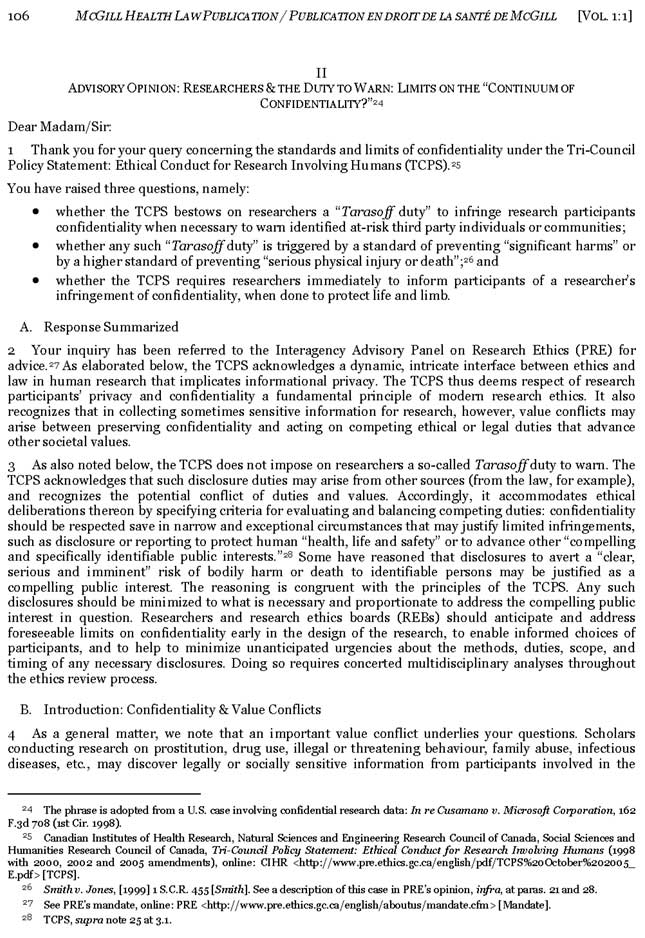 106 MCGILL HEALTH LAW PUBLICATION / PUBLICATION EN DROIT DE LA SANTÉ DE MCGILL [VOL. 1:1]
II
ADVISORY OPINION: RESEARCHERS & THE DUTY TO WARN: LIMITS ON THE "CONTINUUM OF
CONFIDENTIALITY?"24
Dear Madam/Sir:
1 Thank you for your query concerning the standards and limits of confidentiality under the Tri-Council
Policy Statement: Ethical Conduct for Research Involving Humans (TCPS).25
You have raised three questions, namely:
• whether the TCPS bestows on researchers a "Tarasoff duty" to infringe research participants
confidentiality when necessary to warn identified at-risk third party individuals or communities;
• whether any such "Tarasoff duty" is triggered by a standard of preventing "significant harms" or
by a higher standard of preventing "serious physical injury or death";26 and
• whether the TCPS requires researchers immediately to inform participants of a researcher's
infringement of confidentiality, when done to protect life and limb.
A. Response Summarized
2 Your inquiry has been referred to the Interagency Advisory Panel on Research Ethics (PRE) for
advice.27 As elaborated below, the TCPS acknowledges a dynamic, intricate interface between ethics and
law in human research that implicates informational privacy. The TCPS thus deems respect of research
participants' privacy and confidentiality a fundamental principle of modern research ethics. It also
recognizes that in collecting sometimes sensitive information for research, however, value conflicts may
arise between preserving confidentiality and acting on competing ethical or legal duties that advance
other societal values.
3 As also noted below, the TCPS does not impose on researchers a so-called Tarasoff duty to warn. The
TCPS acknowledges that such disclosure duties may arise from other sources (from the law, for example),
and recognizes the potential conflict of duties and values. Accordingly, it accommodates ethical
deliberations thereon by specifying criteria for evaluating and balancing competing duties: confidentiality
should be respected save in narrow and exceptional circumstances that may justify limited infringements,
such as disclosure or reporting to protect human "health, life and safety" or to advance other "compelling
and specifically identifiable public interests."28 Some have reasoned that disclosures to avert a "clear,
serious and imminent" risk of bodily harm or death to identifiable persons may be justified as a
compelling public interest. The reasoning is congruent with the principles of the TCPS. Any such
disclosures should be minimized to what is necessary and proportionate to address the compelling public
interest in question. Researchers and research ethics boards (REBs) should anticipate and address
foreseeable limits on confidentiality early in the design of the research, to enable informed choices of
participants, and to help to minimize unanticipated urgencies about the methods, duties, scope, and
timing of any necessary disclosures. Doing so requires concerted multidisciplinary analyses throughout
the ethics review process.
B. Introduction: Confidentiality & Value Conflicts
4 As a general matter, we note that an important value conflict underlies your questions. Scholars
conducting research on prostitution, drug use, illegal or threatening behaviour, family abuse, infectious
diseases, etc., may discover legally or socially sensitive information from participants involved in the
24 The phrase is adopted from a U.S. case involving confidential research data: In re Cusamano v. Microsoft Corporation, 162
F.3d 708 (1st Cir. 1998).
25 Canadian Institutes of Health Research, Natural Sciences and Engineering Research Council of Canada, Social Sciences and
Humanities Research Council of Canada, Tri-Council Policy Statement: Ethical Conduct for Research Involving Humans (1998
with 2000, 2002 and 2005 amendments), online: CIHR <http://www.pre.ethics.gc.ca/english/pdf/TCPS%20October%202005_
E.pdf> [TCPS].
26 Smith v. Jones, [1999] 1 S.C.R. 455 [Smith]. See a description of this case in PRE's opinion, infra, at paras. 21 and 28.
27 See PRE's mandate, online: PRE <http://www.pre.ethics.gc.ca/english/aboutus/mandate.cfm> [Mandate].
28 TCPS, supra note 25 at 3.1.